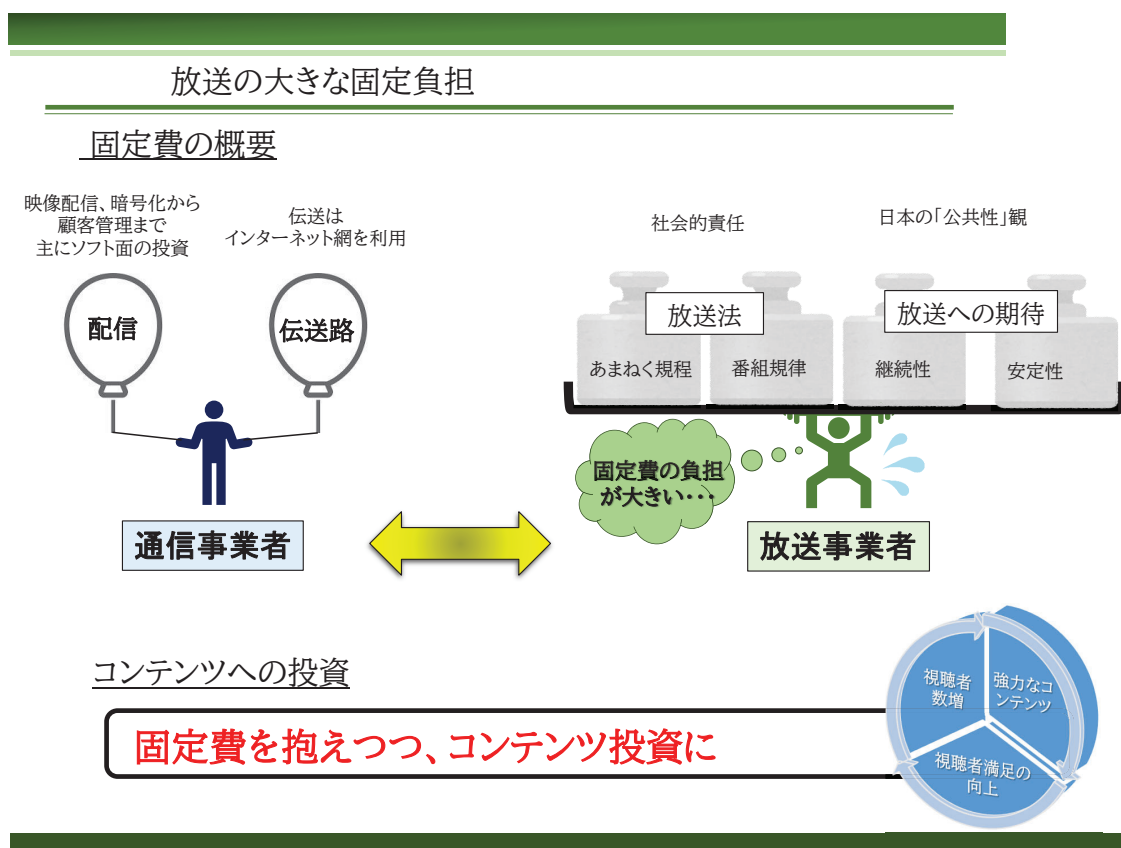 放送の大きな固定負担
固定費の概要
映像配信、暗号化から
顧客管理まで
主にソフト面の投資
伝送は
インターネット網を利用
配信
伝送路
通信事業者
社会的責任
日本の「公共性」観
放送法
放送への期待
あまねく規程
番組規律
継続性
安定性
固定費の負担
が大きい・・・
放送事業者
コンテンツへの投資
固定費を抱えつつ、コンテンツ投資に
視聴者
数増
強力なコ
ンテンツ
視聴者満足の
向上